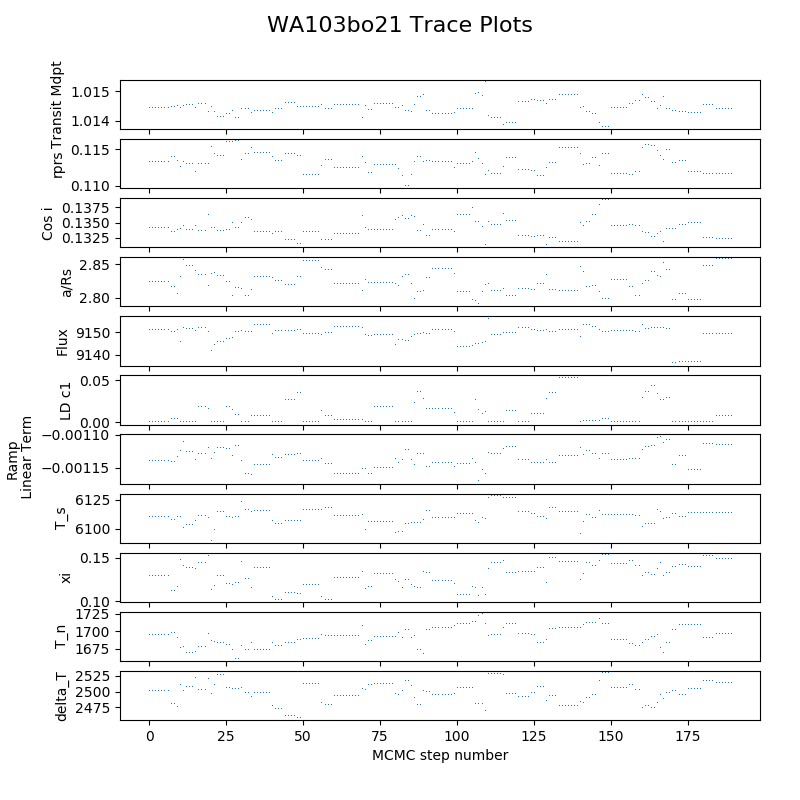 WA103bo21 Trace Plots
Transit Mdpt
1.015
1.014
rprs
0.115
0.110
Cos i
0.1375
0.1350
0.1325
a/Rs
2.85
2.80
Flux
9150
9140
LD c1
0.05
0.00
Ramp
Linear Term
−0.00110
−0.00115
T_s
6125
6100
xi
0.15
0.10
T_n
1725
1700
1675
delta_T
2525
2500
2475
0 25 50 75 100 125 150 175
MCMC step number